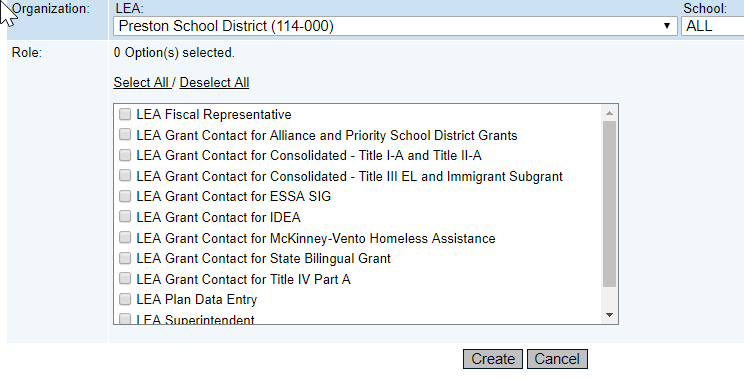 Organization: LEA: School:
Preston School District (114-000) ALL
Role: 0 Option(s) selected.
Select All / Deselect All
LEA Fiscal Representative
LEA Grant Contact for Alliance and Priority School District Grants
LEA Grant Contact for Consolidated - Title I-A and Title II-A
LEA Grant Contact for Consolidated - Title III EL and Immigrant Subgrant
LEA Grant Contact for ESSA SIG
LEA Grant Contact for IDEA
LEA Grant Contact for McKinney-Vento Homeless Assistance
LEA Grant Contact for State Bilingual Grant
LEA Grant Contact for Title IV Part A
LEA Plan Data Entry
LEA Superintendent
Create Cancel